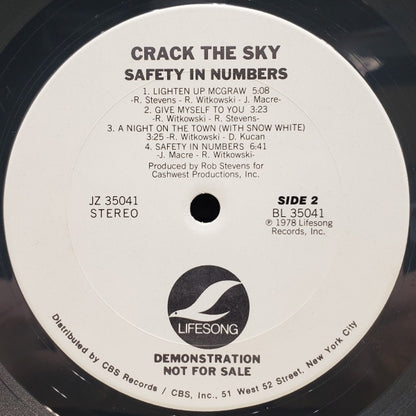 CRACK THE SKY
SAFETY IN NUMBERS
1. LIGHTEN UP MCGRAW 5:08
-R. Stevens - R. Witkowski - J. Macre-
2. GIVE MYSELF TO YOU 3:23
-R. Witkowski - R. Stevens-
3. A NIGHT ON THE TOWN (WITH SNOW WHITE)
3:25 -R. Witkowski - D. Kucan-
4. SAFETY IN NUMBERS 6:41
-J. Macre - R. Witkowski-
Produced by Rob Stevens for
Cashwest Productions, Inc.
JZ 35041
STEREO
SIDE 2
BL 35041
℗ 1978 Lifesong
Records, Inc.
LIFESONG
DEMONSTRATION
NOT FOR SALE
Distributed by CBS Records / CBS, Inc., 51 West 52 Street, New York City